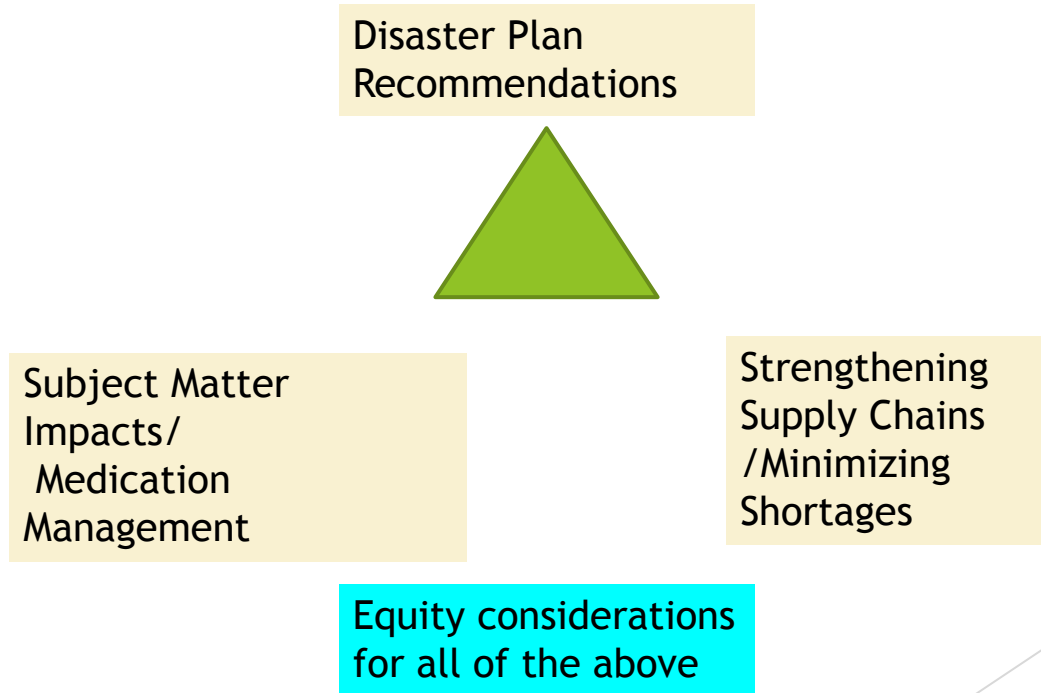 Disaster Plan
Recommendations
Subject Matter
Impacts/
Medication
Management
Strengthening
Supply Chains
/Minimizing
Shortages
Equity considerations
for all of the above